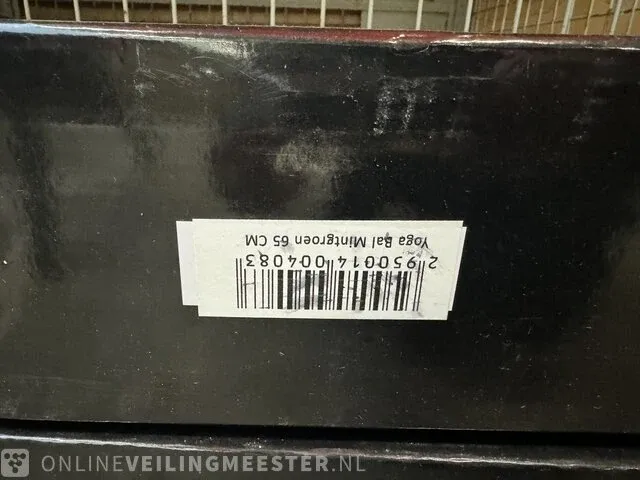 Yoga Bal Mintgroen 65 CM
2 950014 004083
ONLINEVEILINGMEESTER.NL